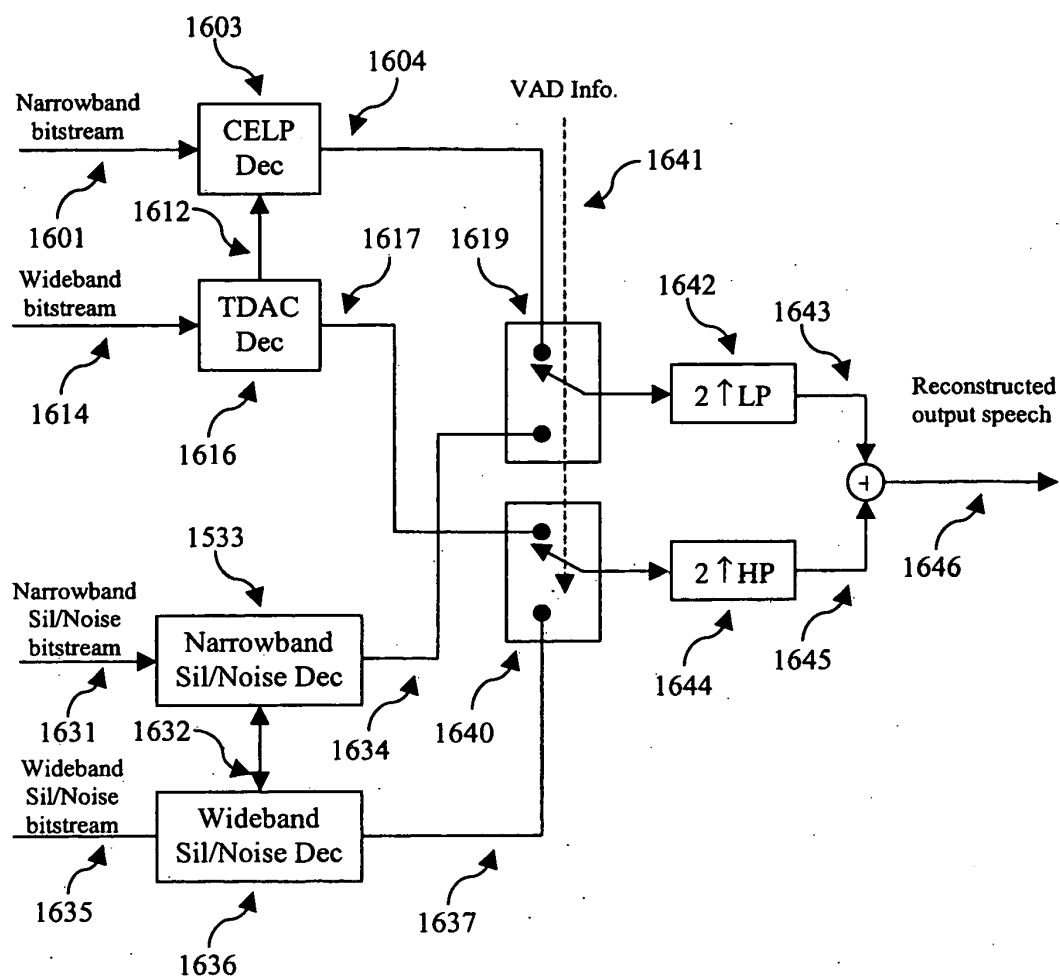 1603
1604
VAD Info.
Narrowband
bitstream
CELP
Dec
1641
1601
1612
1617
1619
Wideband
bitstream
TDAC
Dec
1642
1643
1614
1616
2 ↑ LP
Reconstructed
output speech
+
1533
1646
Narrowband
Sil/Noise
bitstream
Narrowband
Sil/Noise Dec
2 ↑ HP
1631
1632
1634
1640
1644
1645
Wideband
Sil/Noise
bitstream
Wideband
Sil/Noise Dec
1635
1636
1637